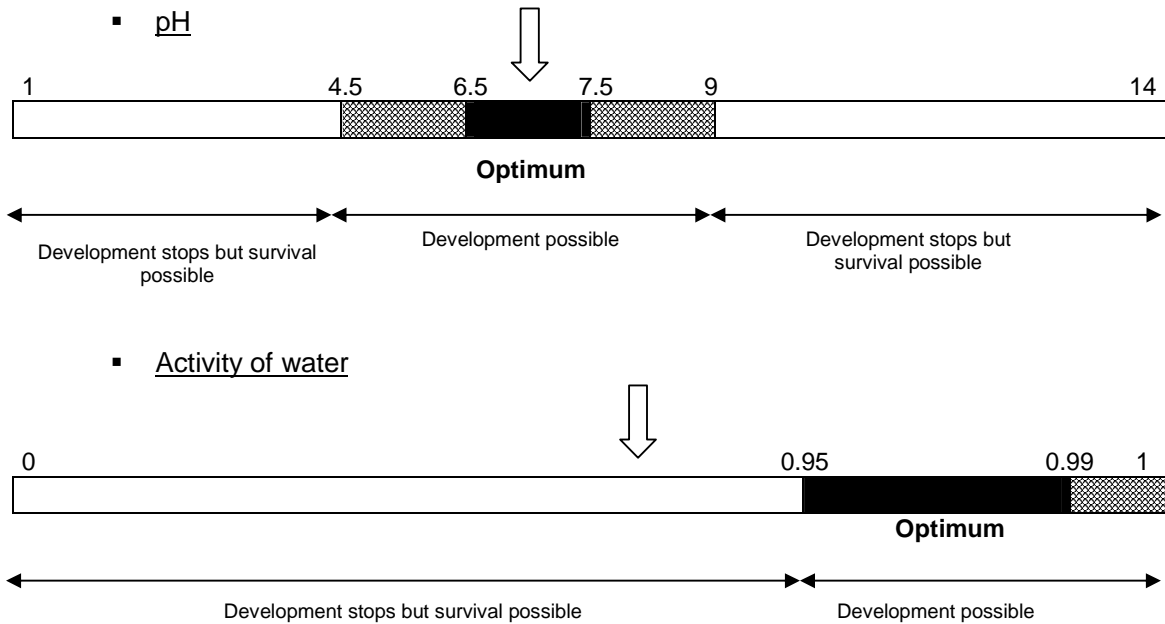 ▪ pH
1 4.5 6.5 7.5 9 14
Optimum
Development stops but survival
possible
Development possible
Development stops but
survival possible
▪ Activity of water
0 0.95 0.99 1
Optimum
Development stops but survival possible
Development possible